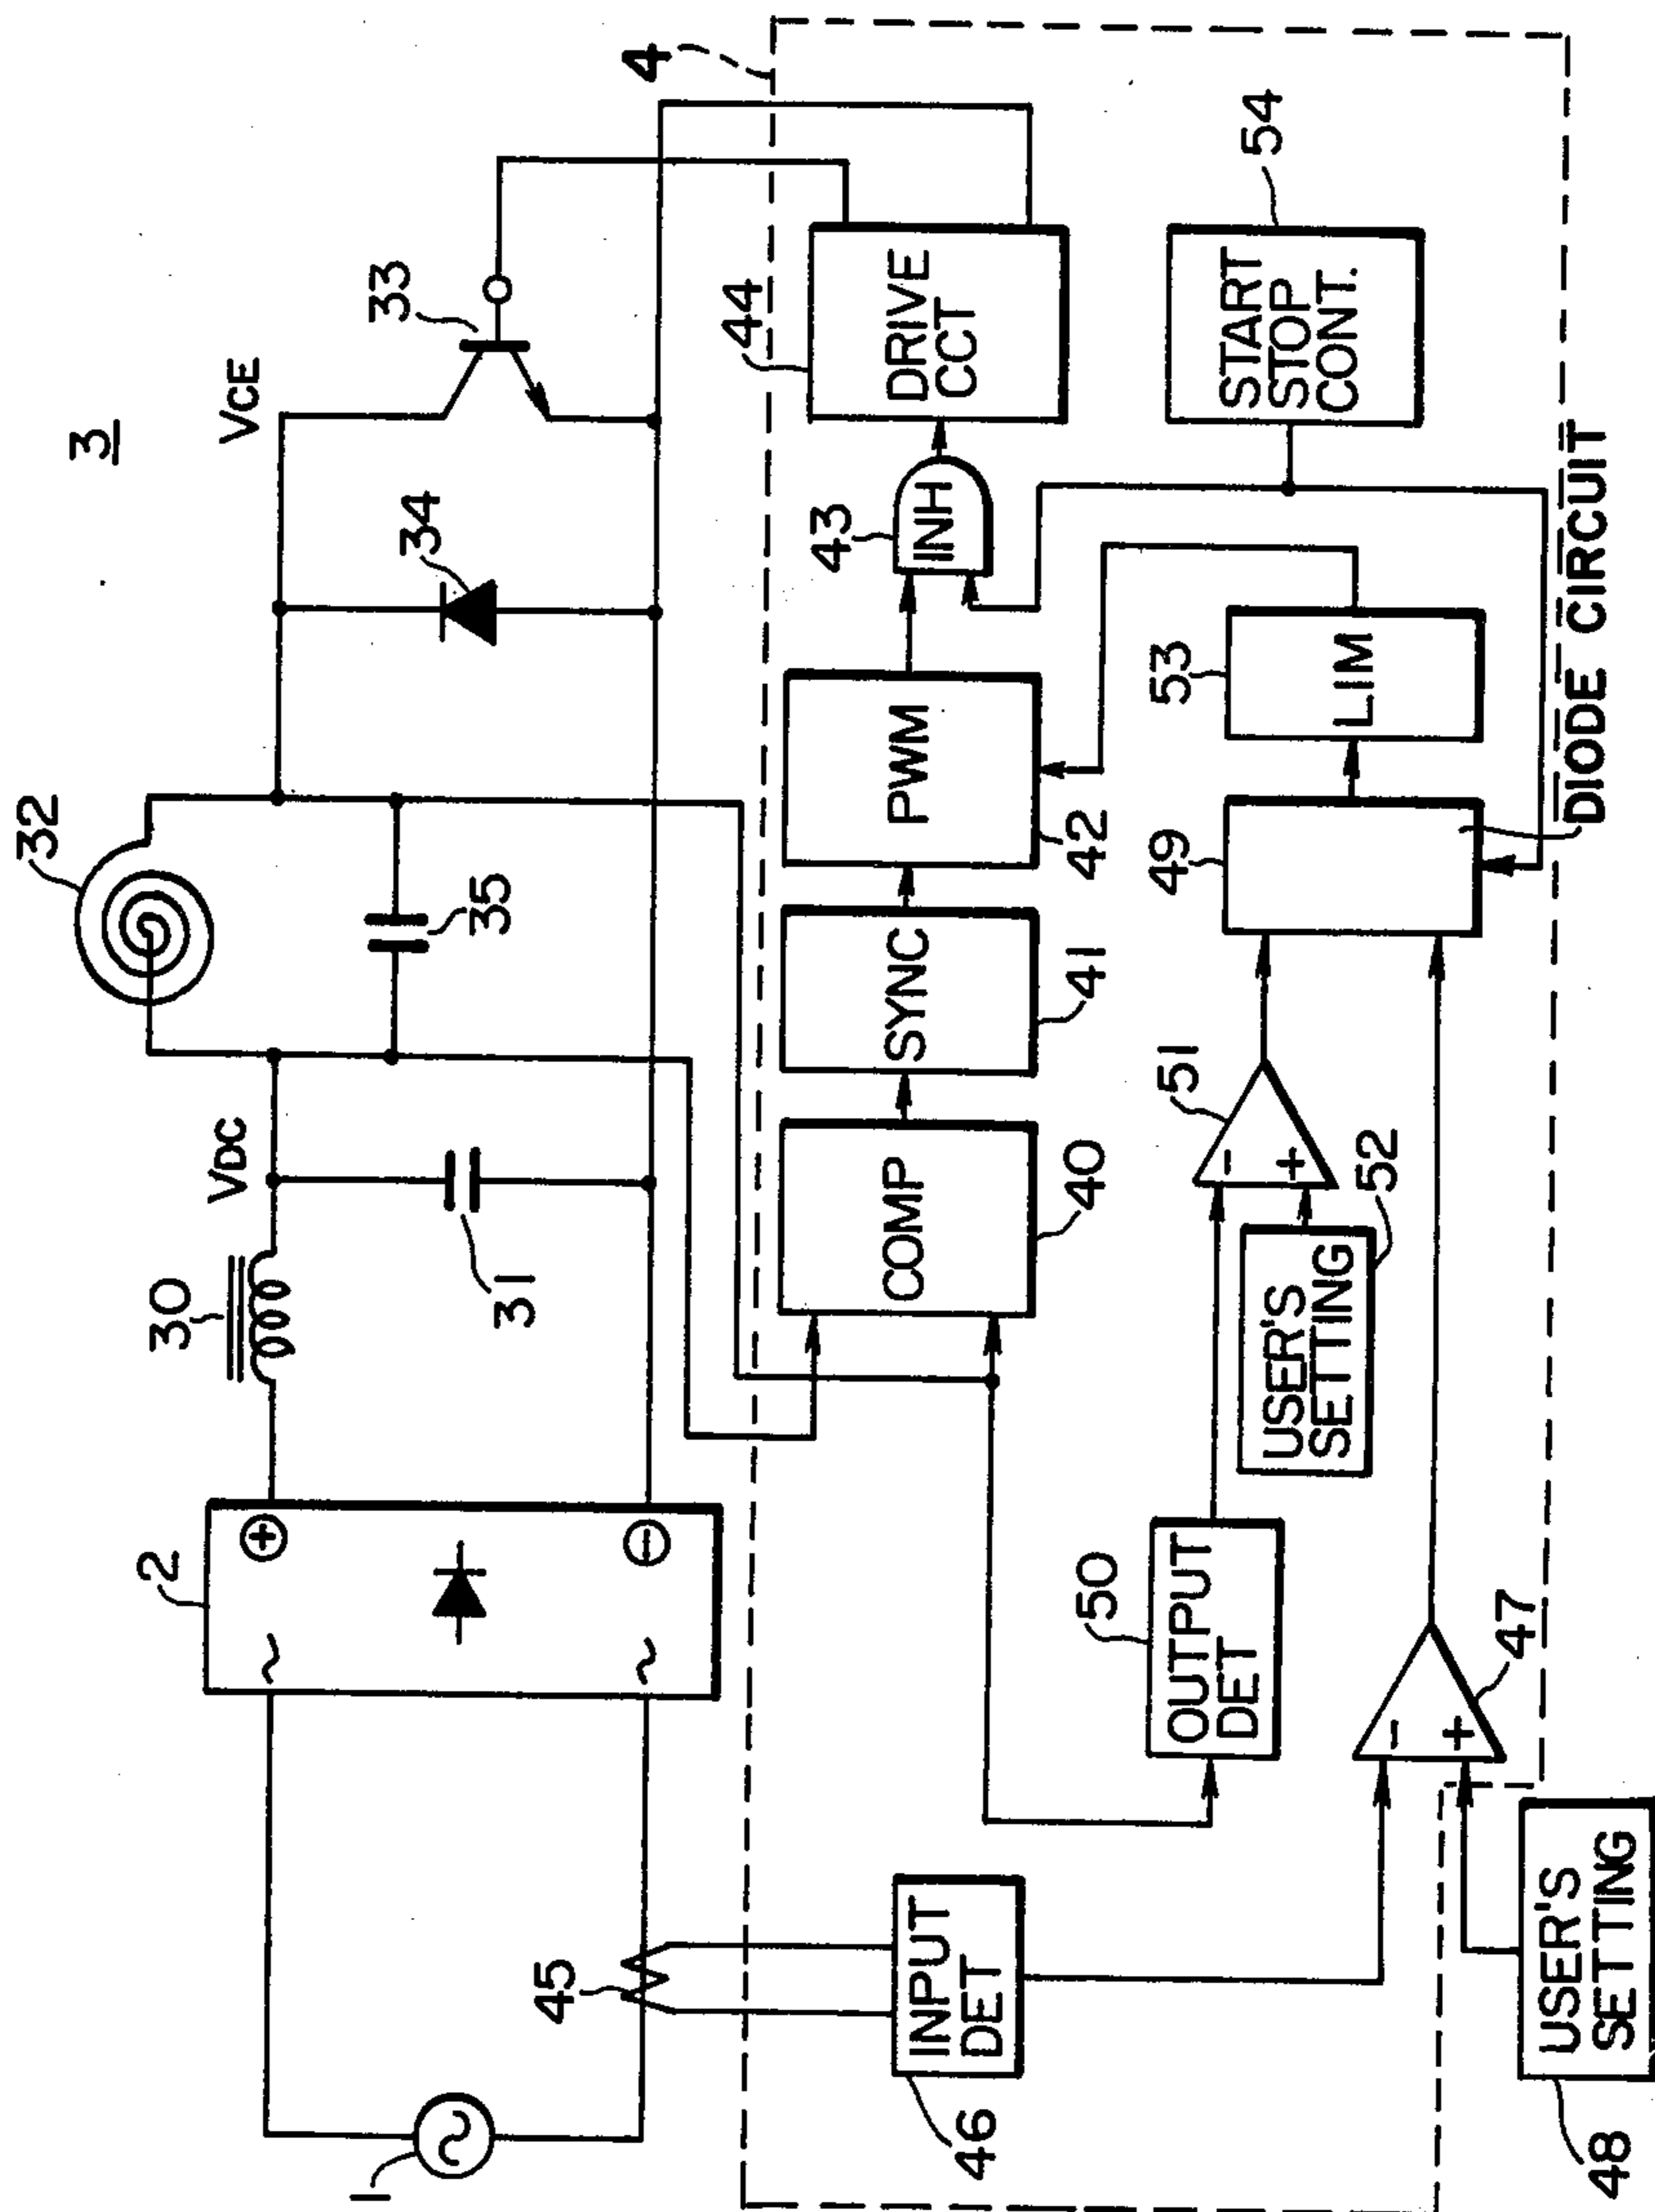 3
32
30
VDC
VCE
33
34
35
31
2
+
−
~
~
1
45
4
44
DRIVE
CCT
43
INH
PWM
42
SYNC
41
COMP
40
54
START
STOP
CONT.
53
LIM
49
DIODE CIRCUIT
51
−
+
52
USER'S
SETTING
50
OUTPUT
DET
47
−
+
46
INPUT
DET
48
USER'S
SETTING